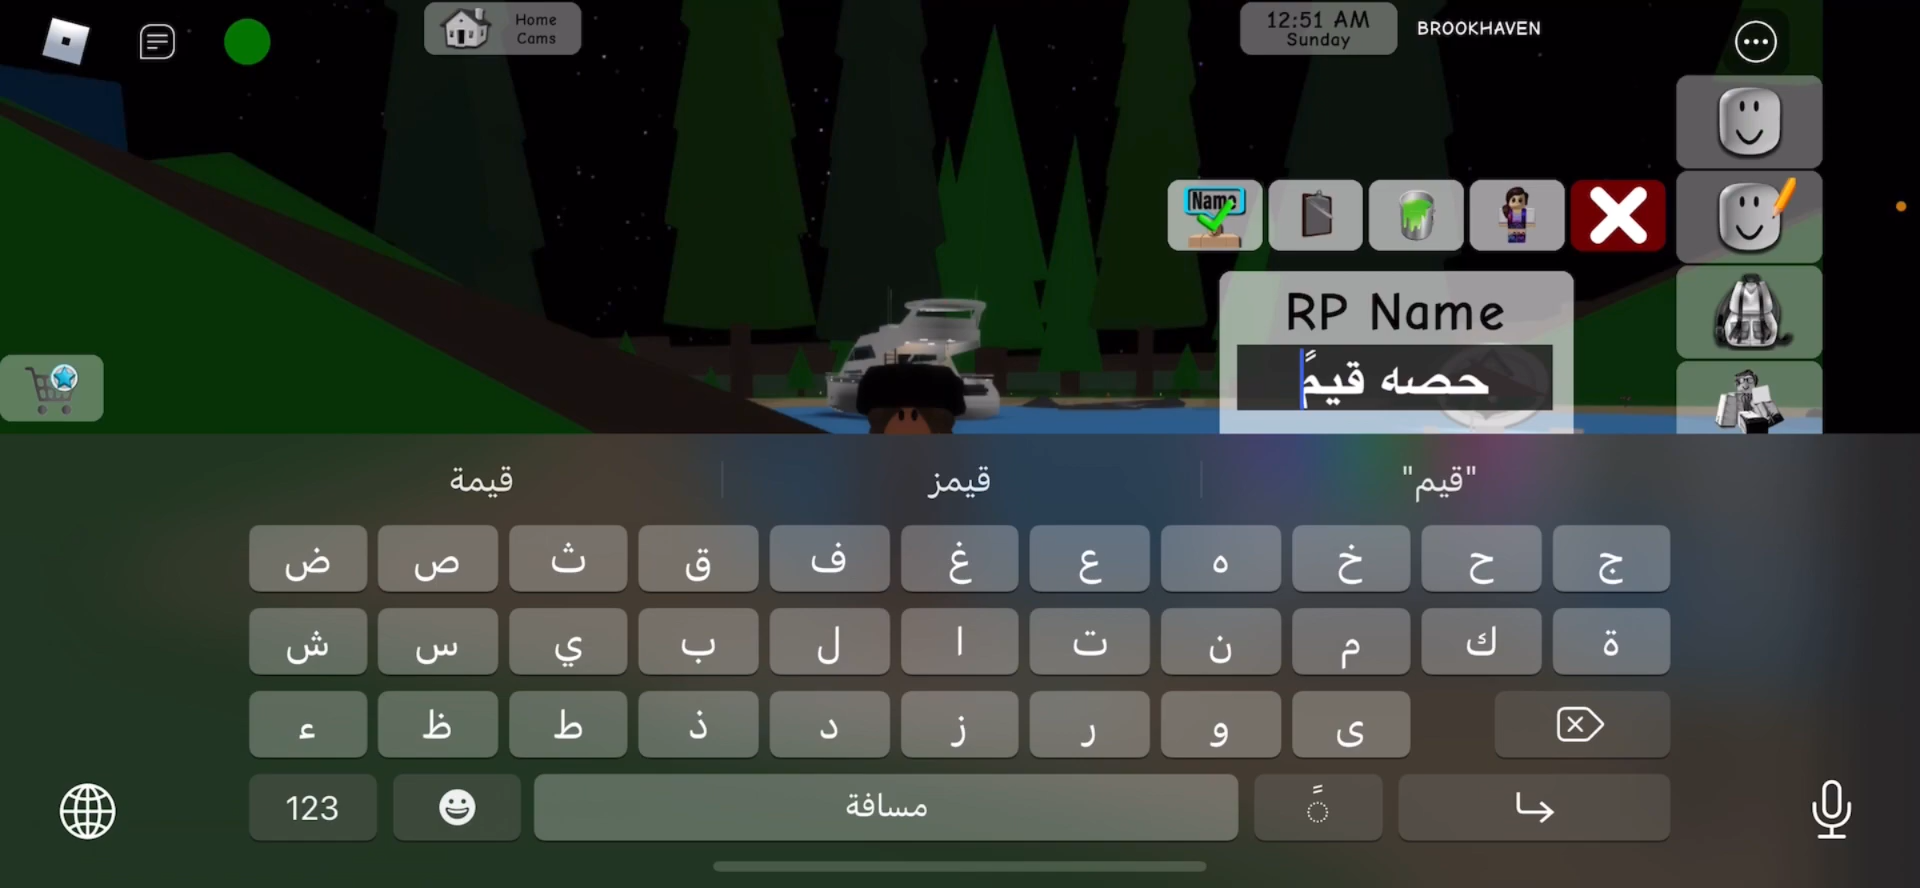 Home
Cams
12:51 AM
Sunday
BROOKHAVEN
Name
RP Name
حصه قيمً
قيمة قيمز "قيم"
ض ص ث ق ف غ ع ه خ ح ج
ش س ي ب ل ا ت ن م ك ة
ء ظ ط ذ د ز ر و ى
123 مسافة ً